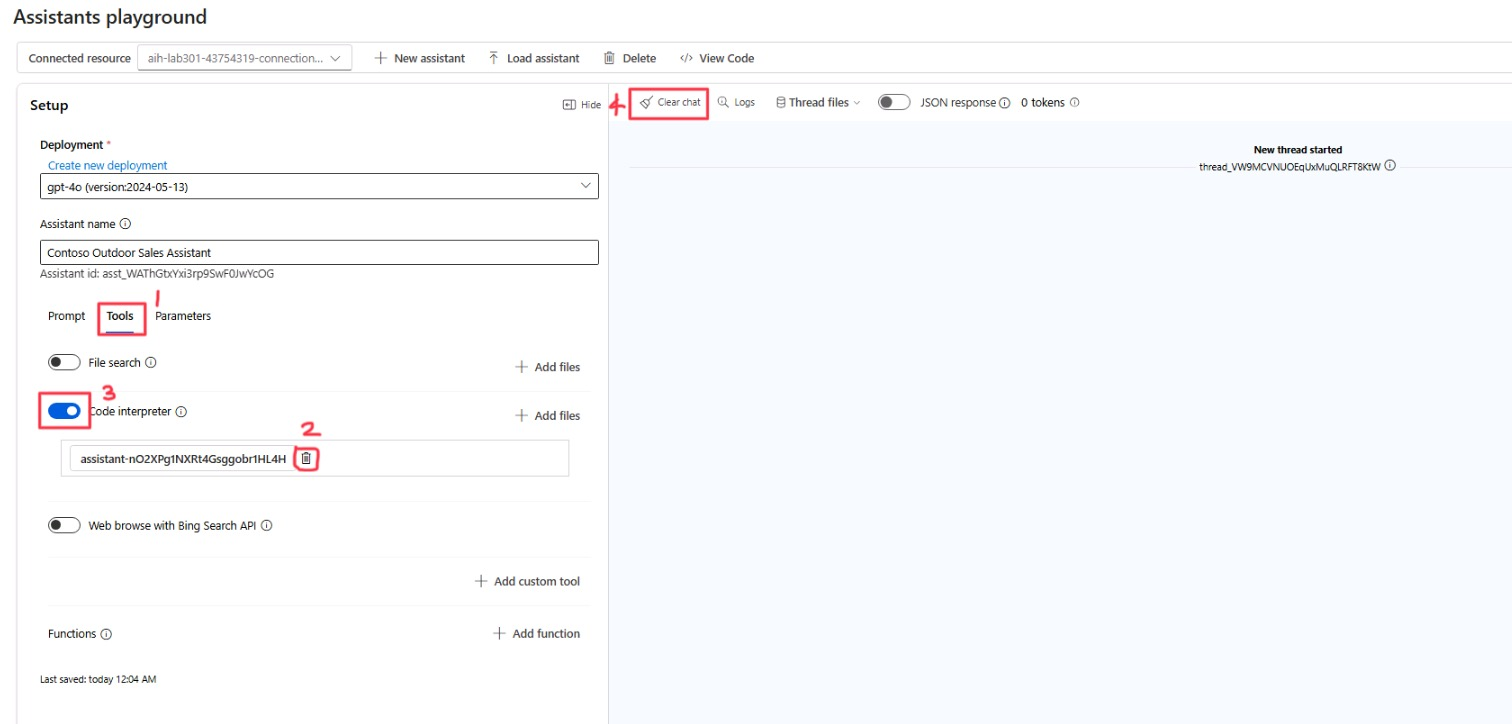 Assistants playground
Connected resource aih-lab301-43754319-connection... New assistant Load assistant Delete </> View Code
Setup Hide 4 Clear chat Logs Thread files JSON response 0 tokens
Deployment *
Create new deployment
gpt-4o (version:2024-05-13)
New thread started
thread_VW9MCVNUOEqUxMuQLRFT8KtW
Assistant name
Contoso Outdoor Sales Assistant
Assistant id: asst_WAThGtxYxi3rp9SwF0JwYcOG
1
Prompt Tools Parameters
File search + Add files
3
Code interpreter + Add files
2
assistant-nO2XPg1NXRt4Gsggobr1HL4H
Web browse with Bing Search API
+ Add custom tool
Functions + Add function
Last saved: today 12:04 AM